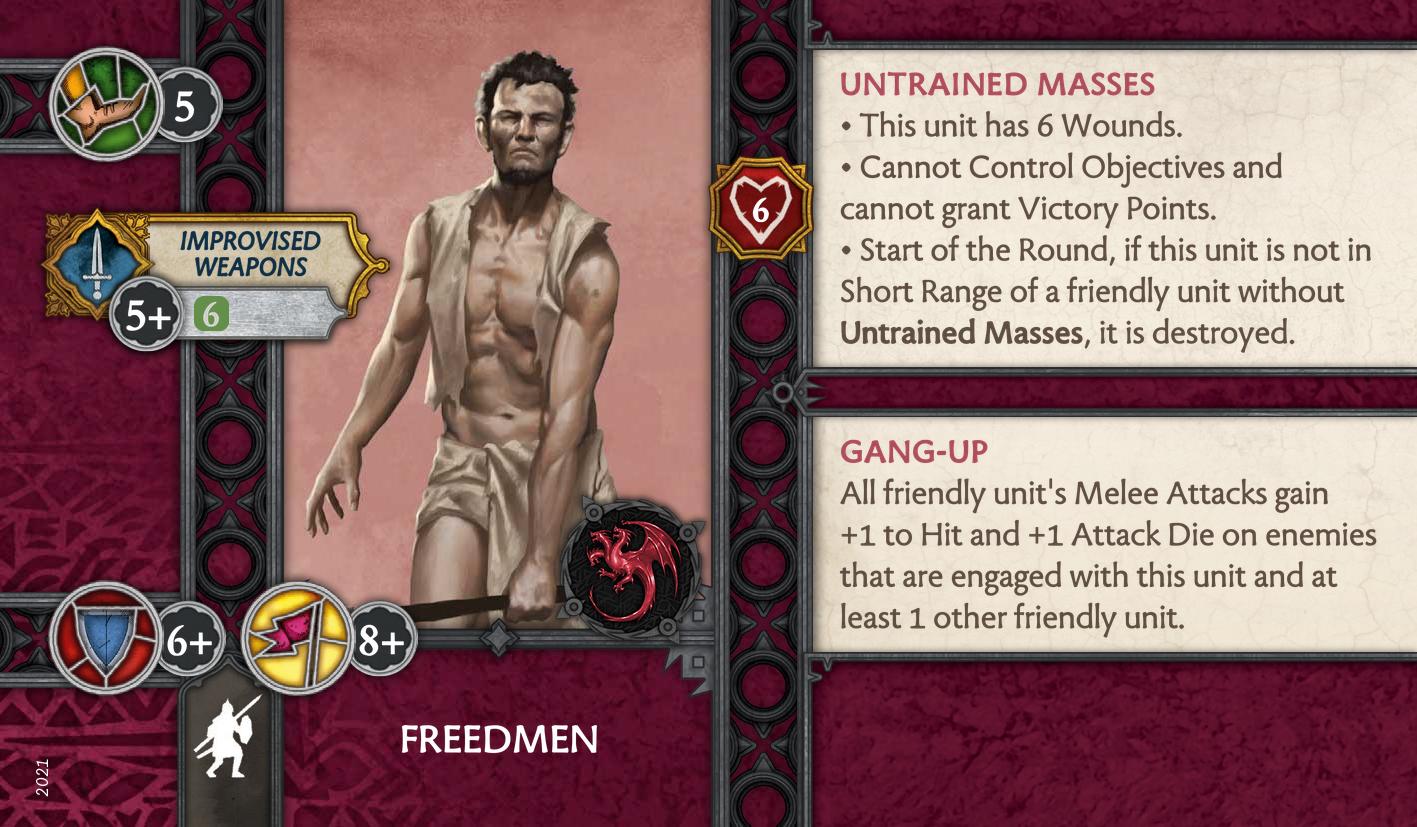 5
IMPROVISED
WEAPONS
5+ 6
6+ 8+
FREEDMEN
2021
6
UNTRAINED MASSES
• This unit has 6 Wounds.
• Cannot Control Objectives and
cannot grant Victory Points.
• Start of the Round, if this unit is not in
Short Range of a friendly unit without
Untrained Masses, it is destroyed.
GANG-UP
All friendly unit's Melee Attacks gain
+1 to Hit and +1 Attack Die on enemies
that are engaged with this unit and at
least 1 other friendly unit.